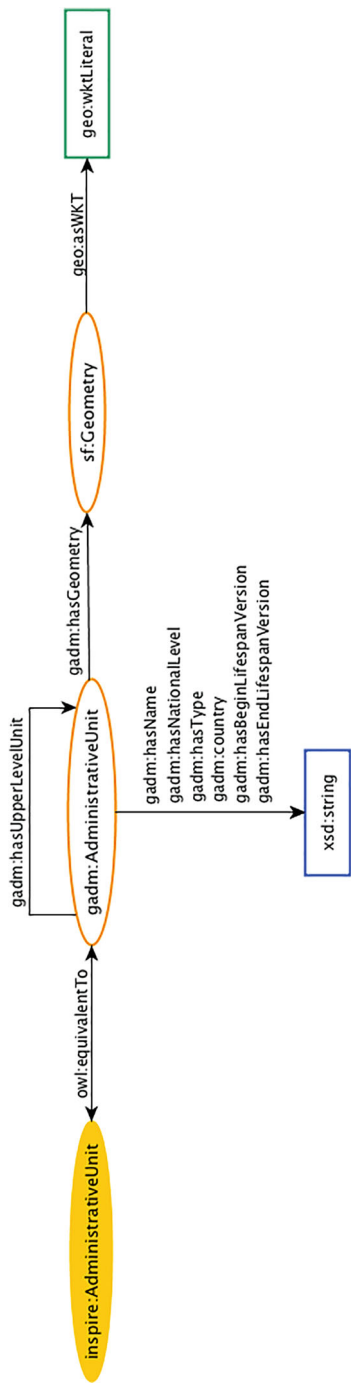 inspire:AdministrativeUnit
owl:equivalentTo
gadm:hasUpperLevelUnit
gadm:AdministrativeUnit
gadm:hasGeometry
sf:Geometry
geo:asWKT
geo:wktLiteral
gadm:hasName
gadm:hasNationalLevel
gadm:hasType
gadm:country
gadm:hasBeginLifespanVersion
gadm:hasEndLifespanVersion
xsd:string